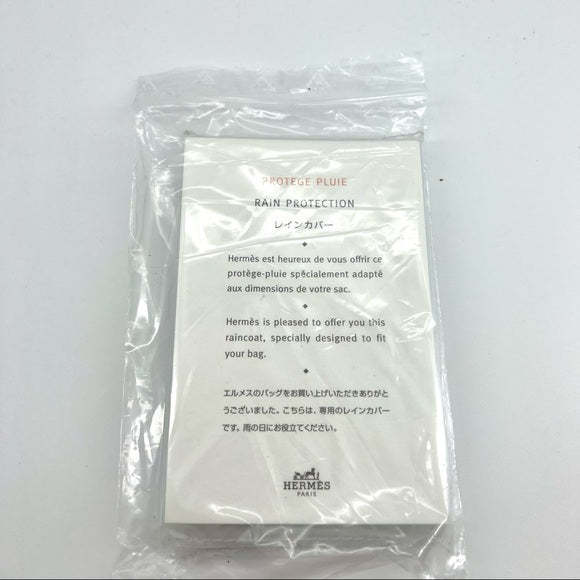 PROTEGE PLUIE
RAIN PROTECTION
レインカバー
Hermès est heureux de vous offrir ce
protège-pluie spécialement adapté
aux dimensions de votre sac.
Hermès is pleased to offer you this
raincoat, specially designed to fit
your bag.
エルメスのバッグをお買い上げいただきありがと
うございました。こちらは、専用のレインカバー
です。雨の日にお役立てください。
HERMÈS
PARIS